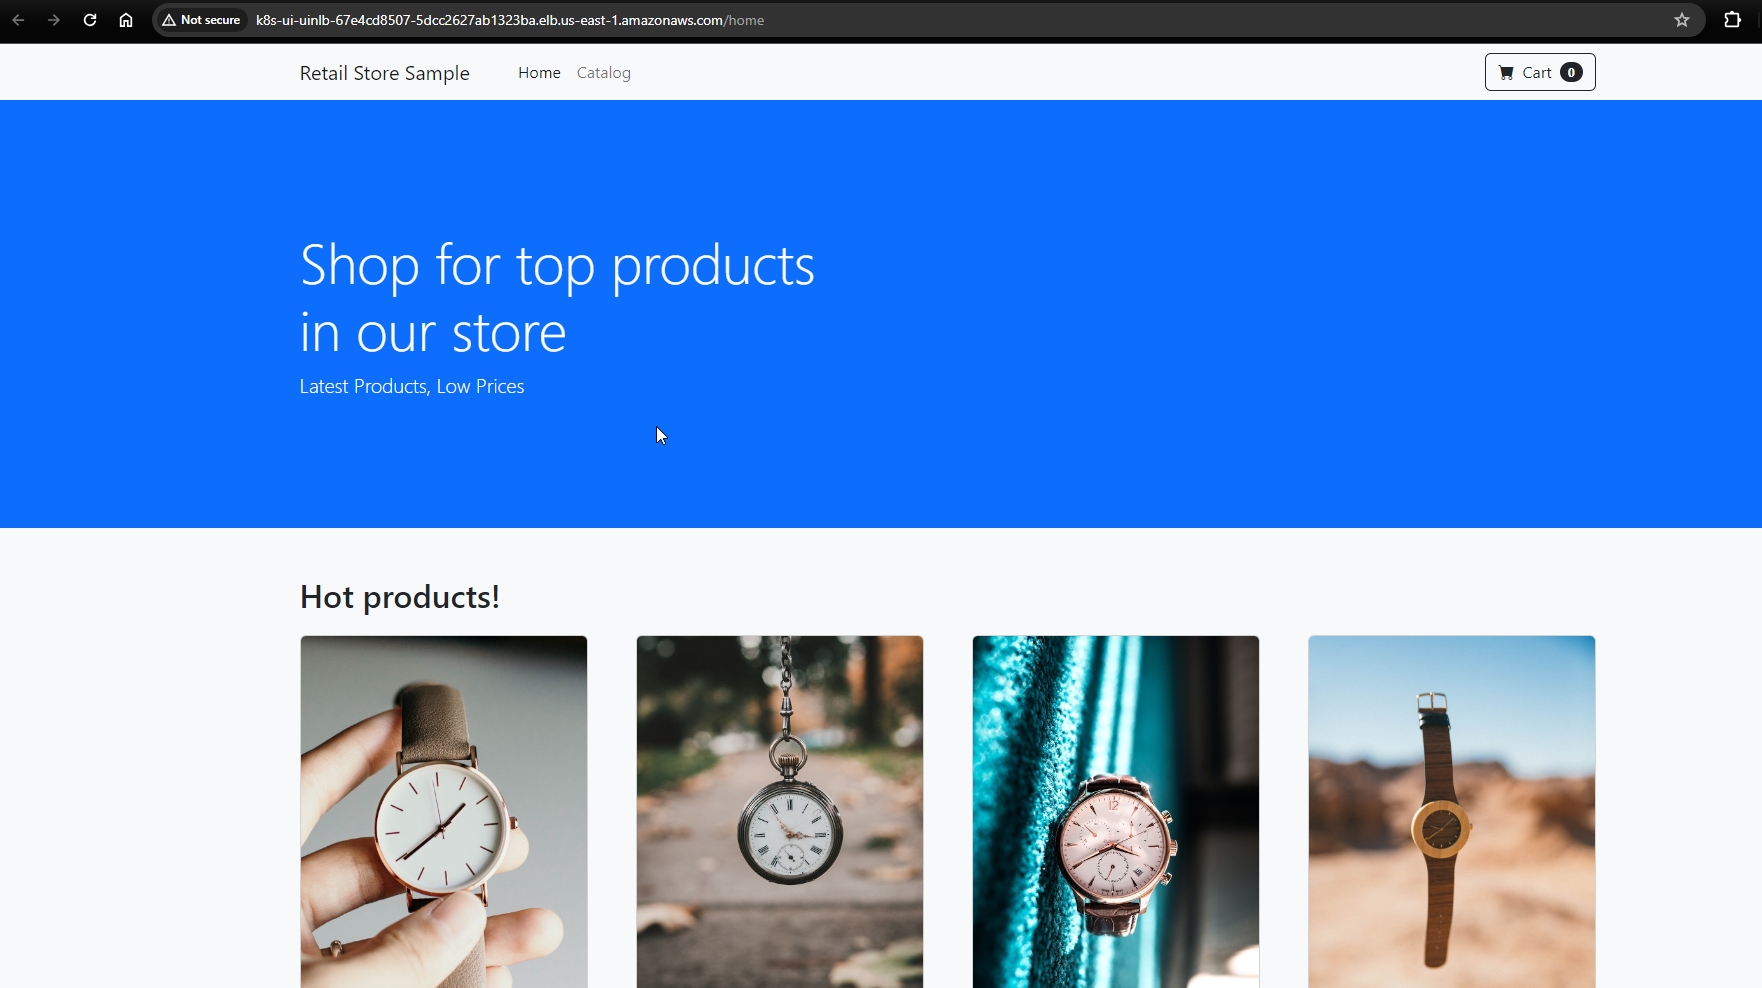 Not secure k8s-ui-uinlb-67e4cd8507-5dcc2627ab1323ba.elb.us-east-1.amazonaws.com/home
Retail Store Sample Home Catalog Cart 0
Shop for top products
in our store
Latest Products, Low Prices
Hot products!